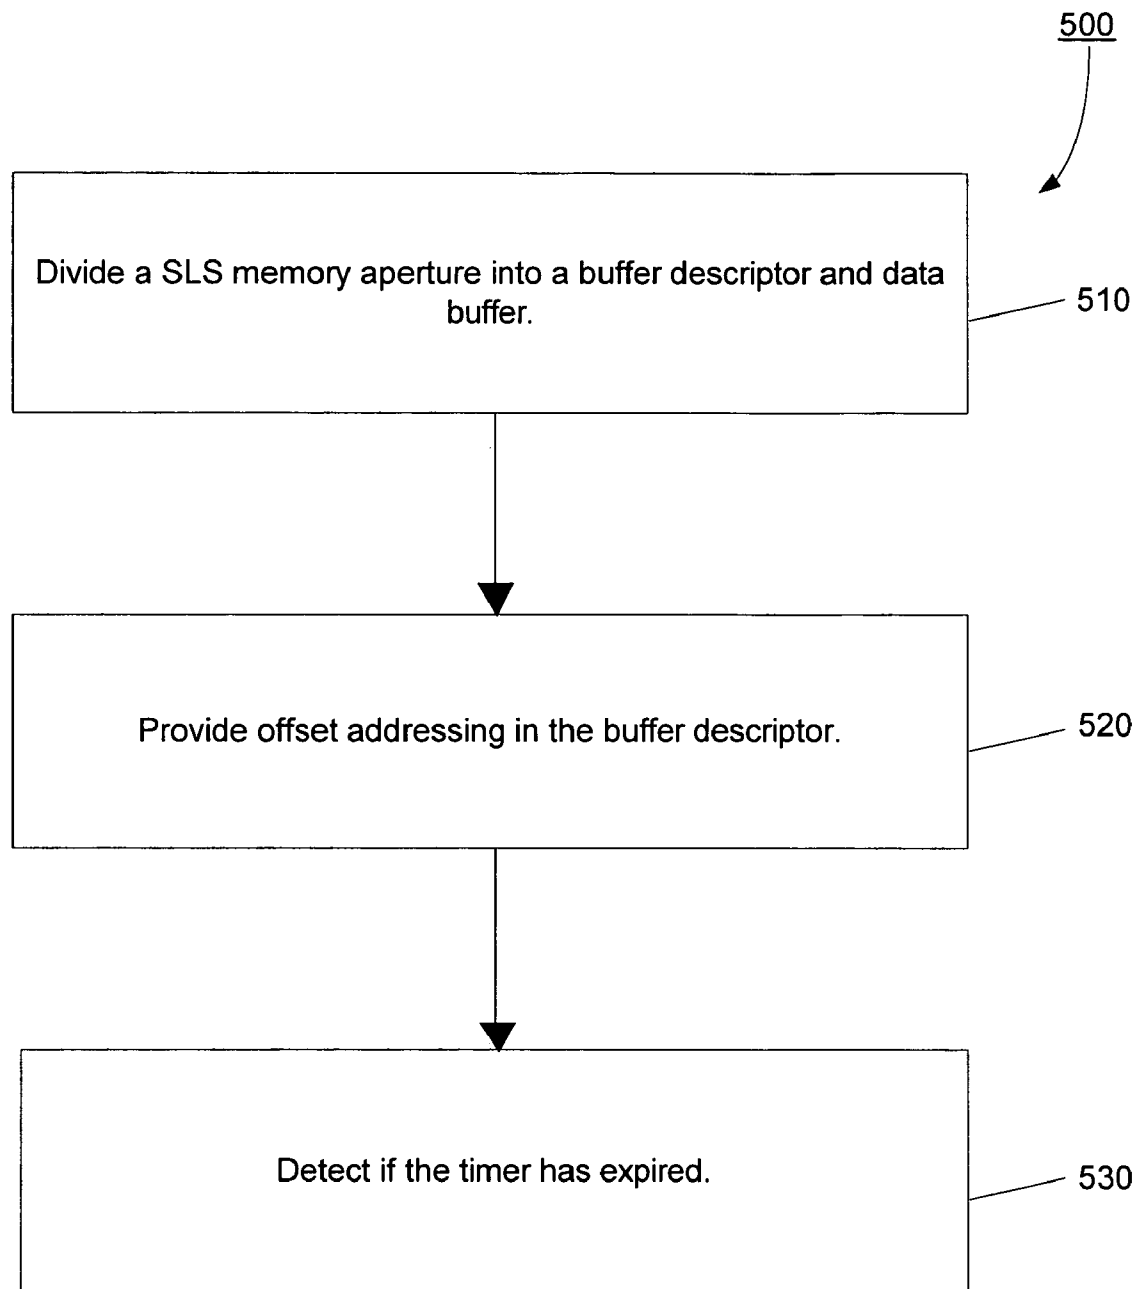 500
Divide a SLS memory aperture into a buffer descriptor and data
buffer.
510
Provide offset addressing in the buffer descriptor.
520
Detect if the timer has expired.
530